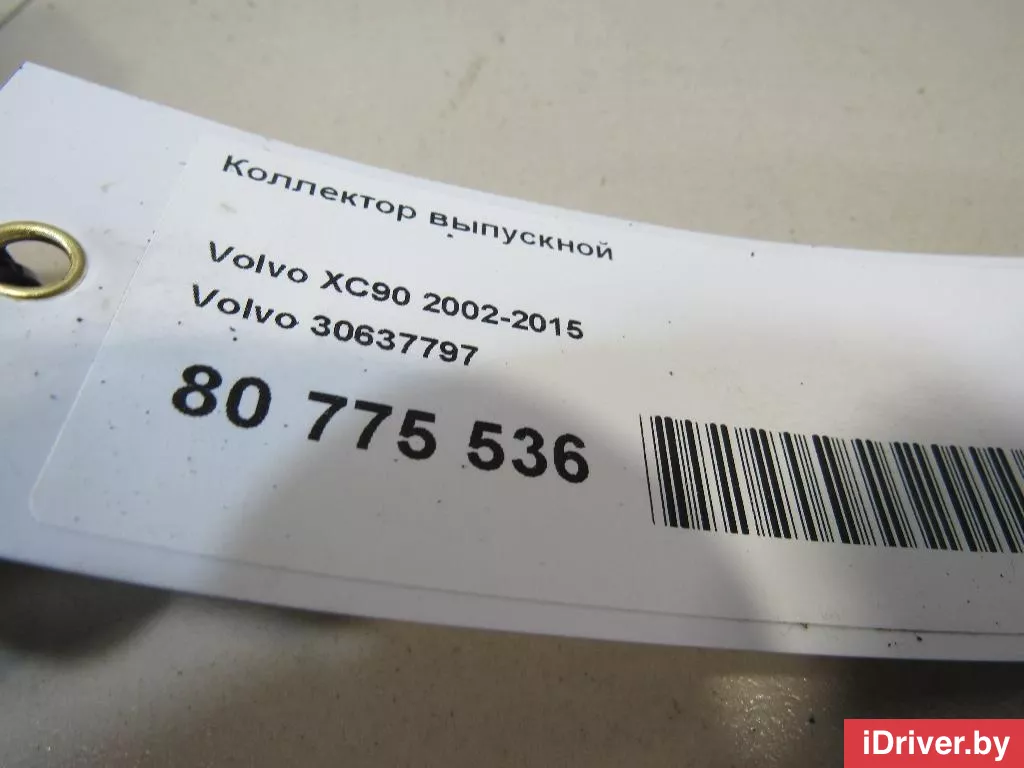 Коллектор выпускной
Volvo XC90 2002-2015
Volvo 30637797
80 775 536
iDriver.by